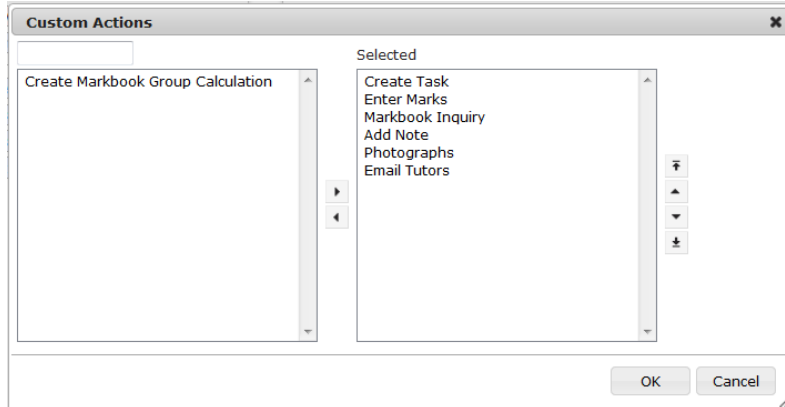 Custom Actions
Selected
Create Markbook Group Calculation
Create Task
Enter Marks
Markbook Inquiry
Add Note
Photographs
Email Tutors
OK
Cancel